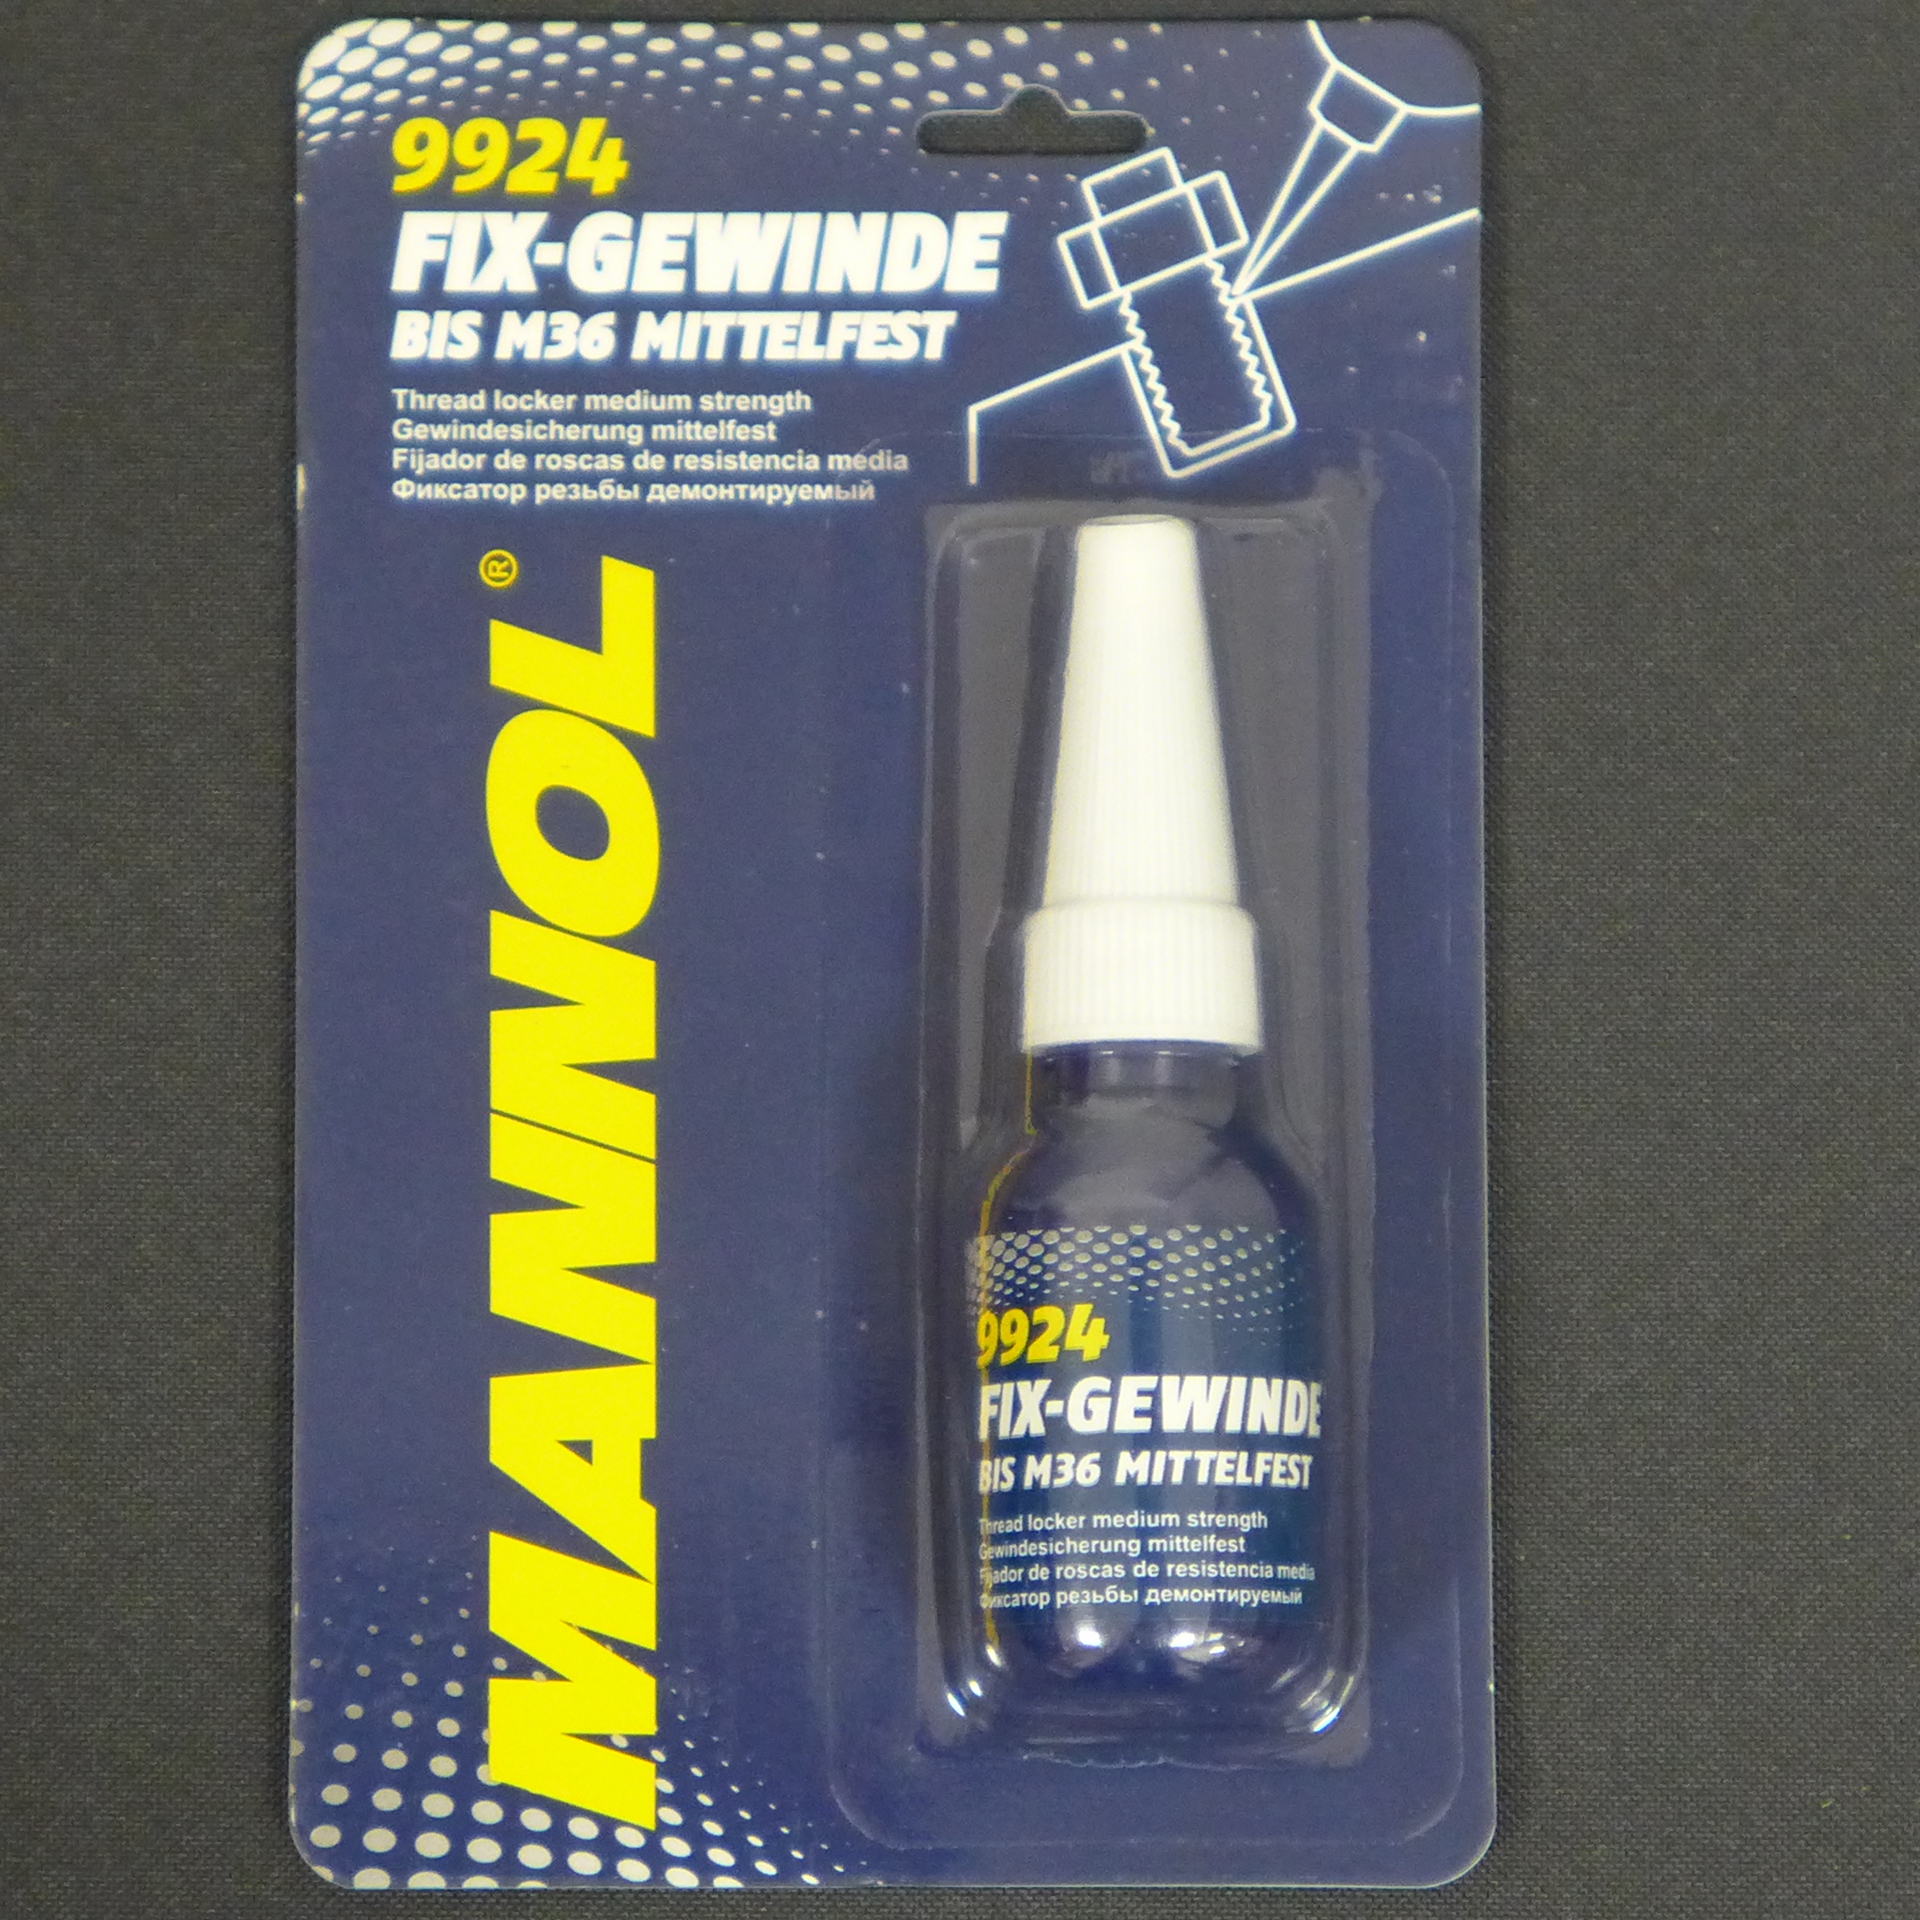 9924
FIX-GEWINDE
BIS M36 MITTELFEST
Thread locker medium strength
Gewindesicherung mittelfest
Fijador de roscas de resistencia media
Фиксатор резьбы демонтируемый
MANNOL®
9924
FIX-GEWINDE
BIS M36 MITTELFEST
Thread locker medium strength
Gewindesicherung mittelfest
Fijador de roscas de resistencia media
Фиксатор резьбы демонтируемый